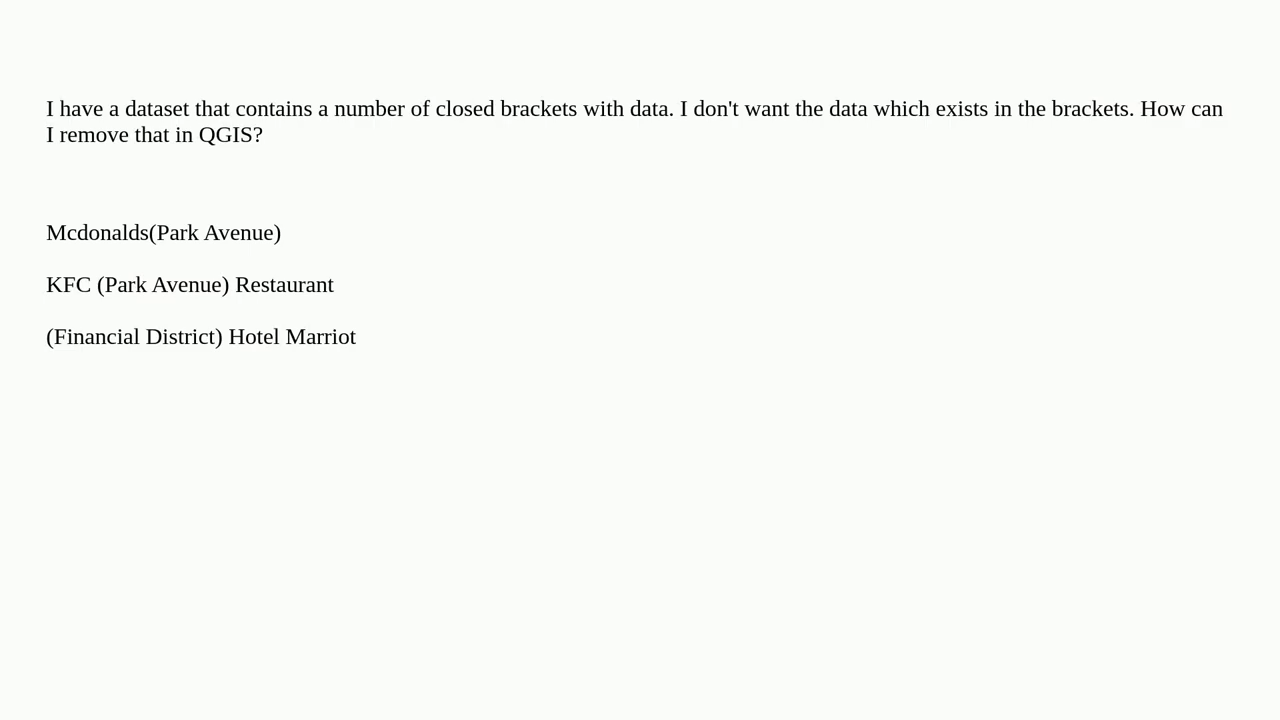 I have a dataset that contains a number of closed brackets with data. I don't want the data which exists in the brackets. How can
I remove that in QGIS?
Mcdonalds(Park Avenue)
KFC (Park Avenue) Restaurant
(Financial District) Hotel Marriot